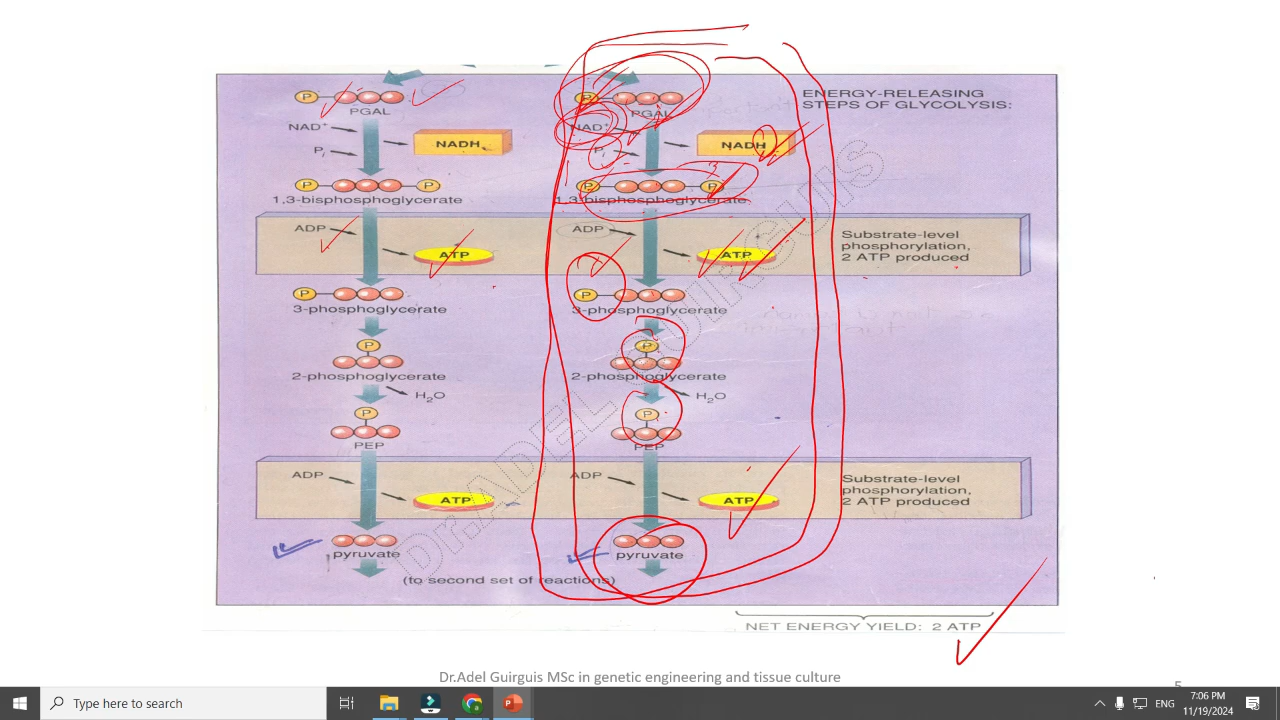 ENERGY-RELEASING
STEPS OF GLYCOLYSIS:
P
PGAL
NAD+
Pi
NADH
P P
1,3-bisphosphoglycerate
ADP
ATP
P
3-phosphoglycerate
P
2-phosphoglycerate
H2O
P
PEP
ADP
ATP
pyruvate
P
PGAL
NAD+
P
NADH
P P
1,3-bisphosphoglycerate
ADP
ATP
Substrate-level
phosphorylation,
2 ATP produced
P
3-phosphoglycerate
P
2-phosphoglycerate
H2O
P
PEP
ADP
ATP
Substrate-level
phosphorylation,
2 ATP produced
pyruvate
(to second set of reactions)
NET ENERGY YIELD: 2 ATP
Dr.ADEL GUIRGUIS
Dr.Adel Guirguis MSc in genetic engineering and tissue culture
5
Type here to search
ENG
7:06 PM
11/19/2024